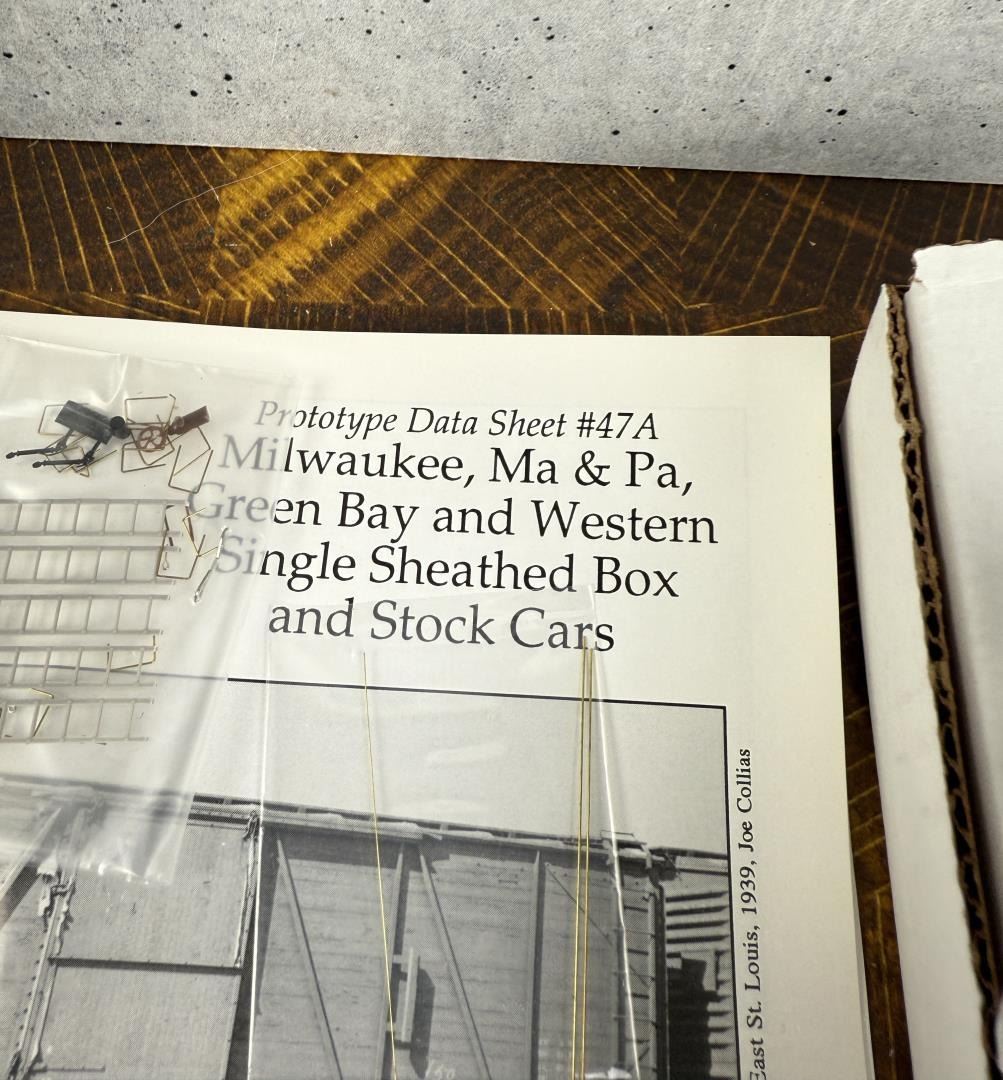 Prototype Data Sheet #47A
Milwaukee, Ma & Pa,
Green Bay and Western
Single Sheathed Box
and Stock Cars
East St. Louis, 1939, Joe Collias